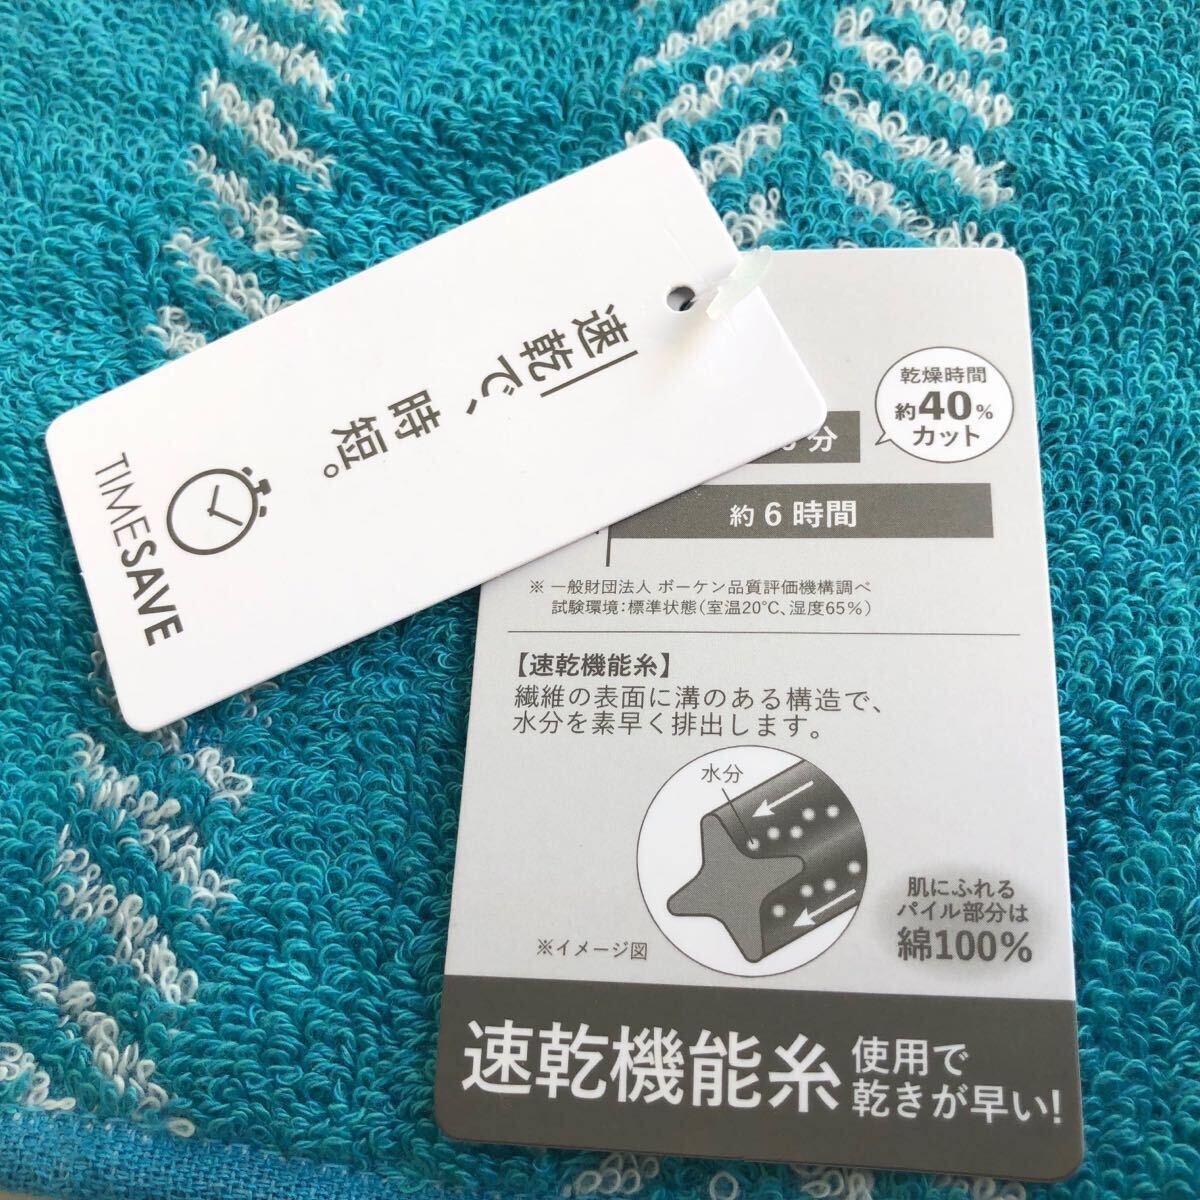 速乾で、時短。
TIMESAVE
乾燥時間
約40%
カット
分
約6時間
※ 一般財団法人 ボーケン品質評価機構調べ
試験環境:標準状態(室温20℃、湿度65%)
【速乾機能糸】
繊維の表面に溝のある構造で、
水分を素早く排出します。
水分
※イメージ図
肌にふれる
パイル部分は
綿100%
速乾機能糸 使用で
乾きが早い!